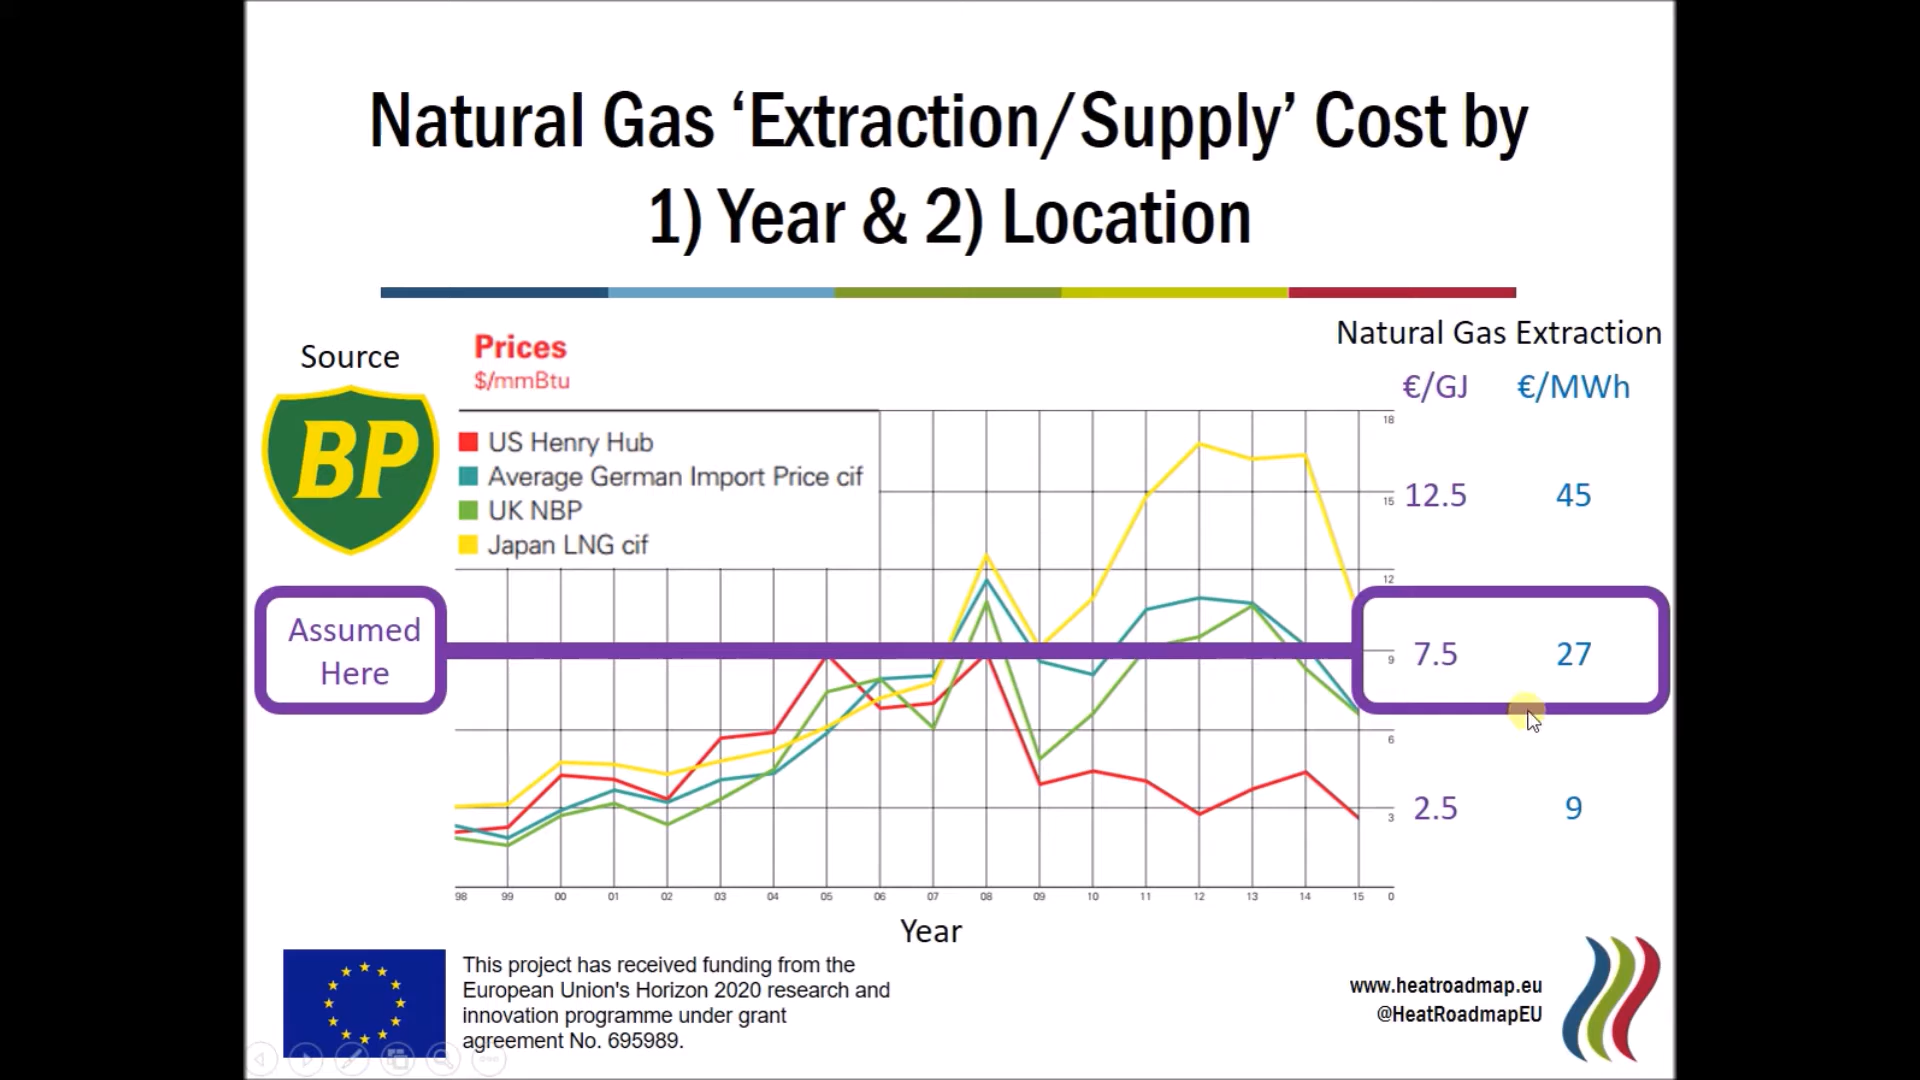 Natural Gas ‘Extraction/Supply’ Cost by
1) Year & 2) Location
Source
BP
Assumed
Here
Prices
$/mmBtu
US Henry Hub
Average German Import Price cif
UK NBP
Japan LNG cif
18
15
12
9
6
3
0
98 99 00 01 02 03 04 05 06 07 08 09 10 11 12 13 14 15
Year
Natural Gas Extraction
€/GJ €/MWh
12.5 45
7.5 27
2.5 9
This project has received funding from the
European Union's Horizon 2020 research and
innovation programme under grant
agreement No. 695989.
www.heatroadmap.eu
@HeatRoadmapEU